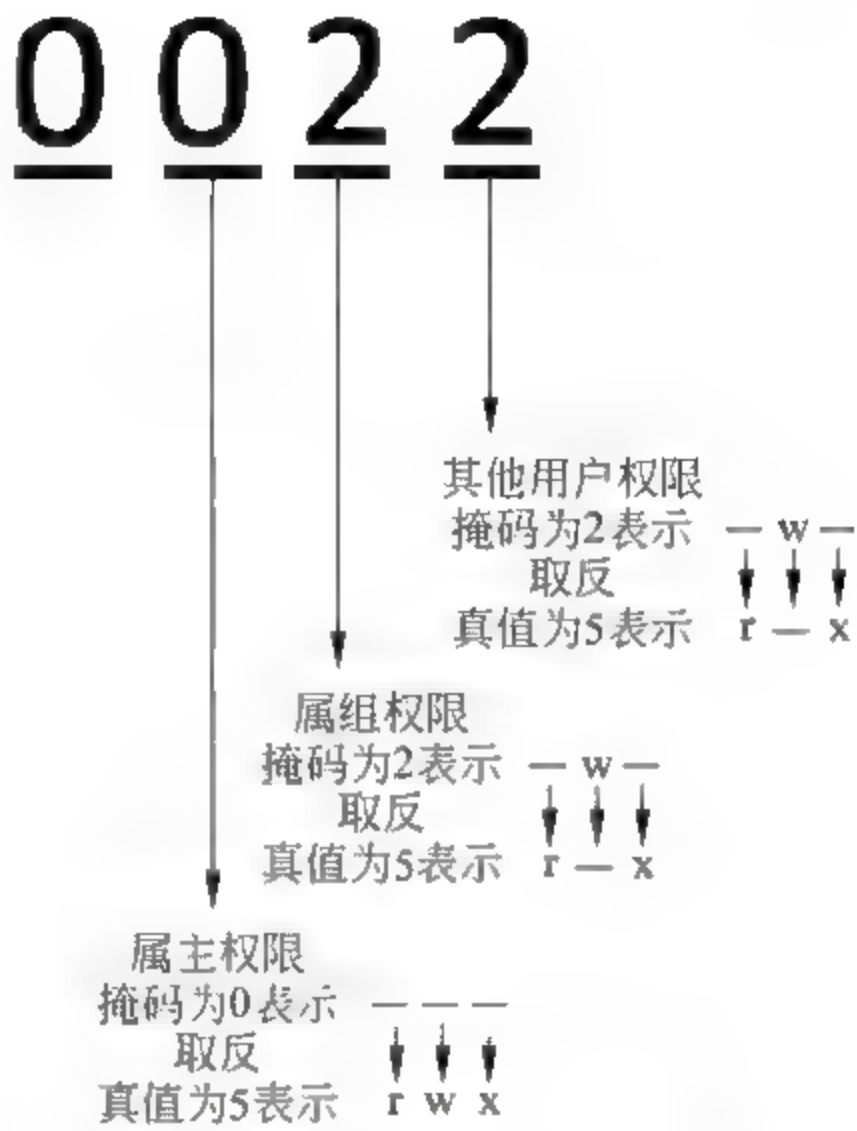 0022
其他用户权限
掩码为2表示 — w —
取反
真值为5表示 r — x
属组权限
掩码为2表示 — w —
取反
真值为5表示 r — x
属主权限
掩码为0表示 — — —
取反
真值为5表示 r w x